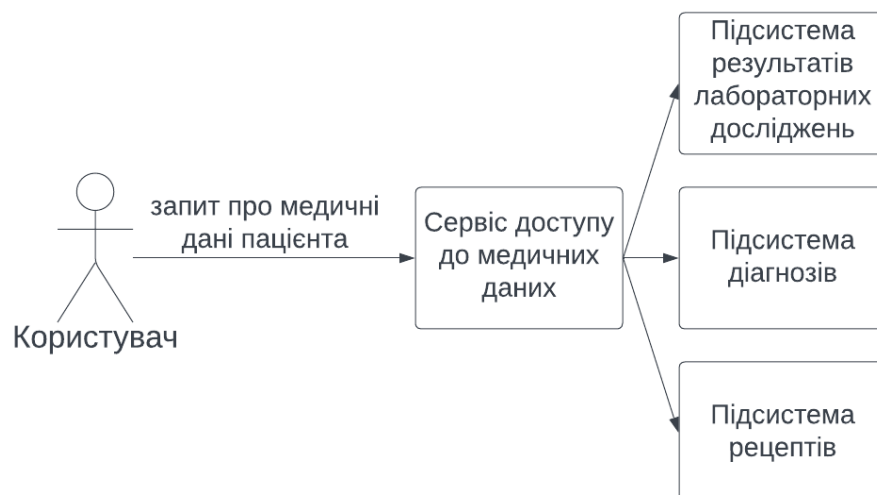 Користувач
запит про медичні
дані пацієнта
Сервіс доступу
до медичних
даних
Підсистема
результатів
лабораторних
досліджень
Підсистема
діагнозів
Підсистема
рецептів